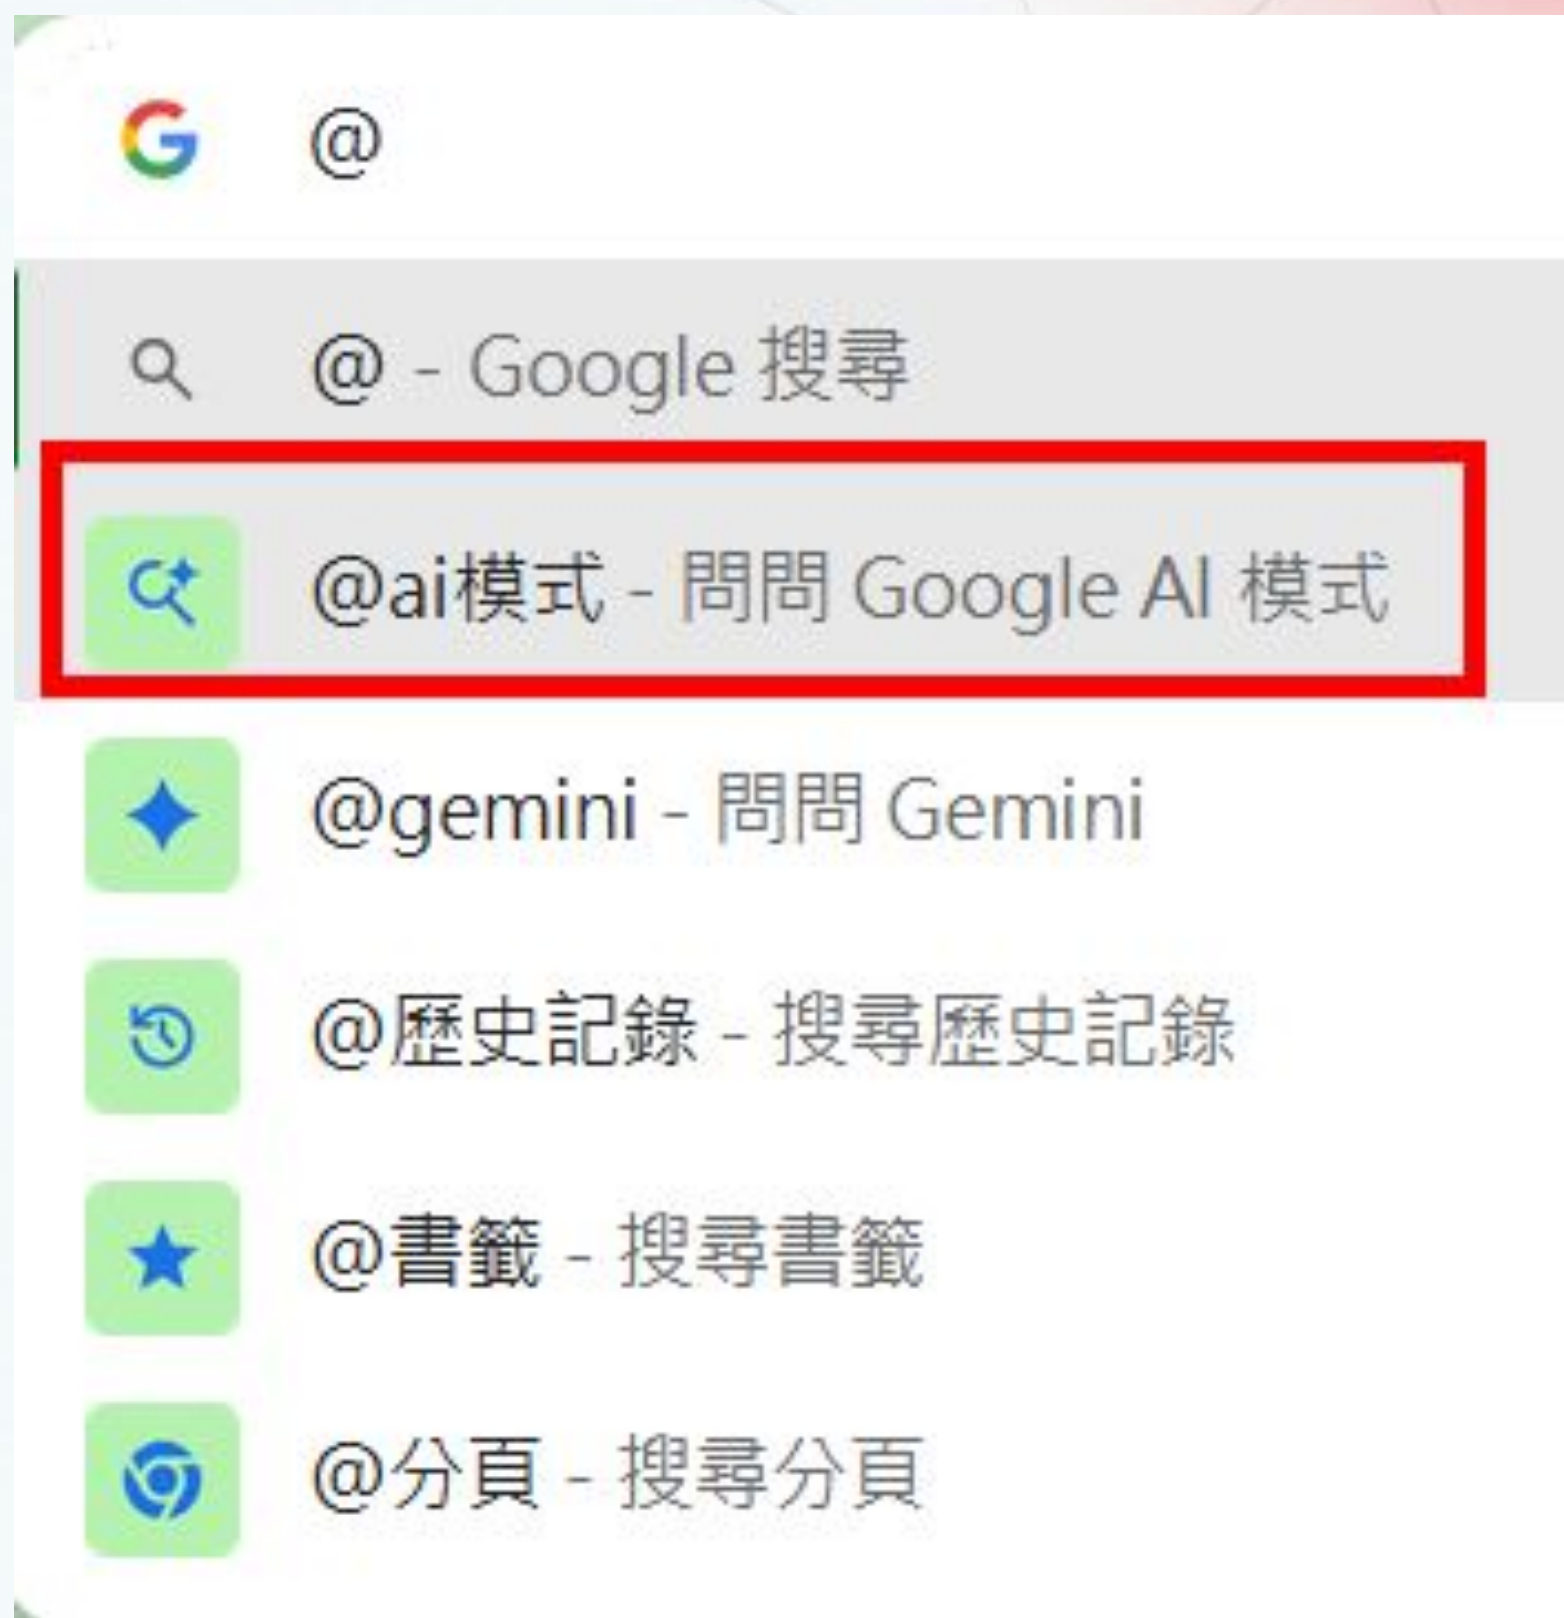 @
@ - Google 搜尋
@ai模式 - 問問 Google AI 模式
@gemini - 問問 Gemini
@歷史記錄 - 搜尋歷史記錄
@書籤 - 搜尋書籤
@分頁 - 搜尋分頁